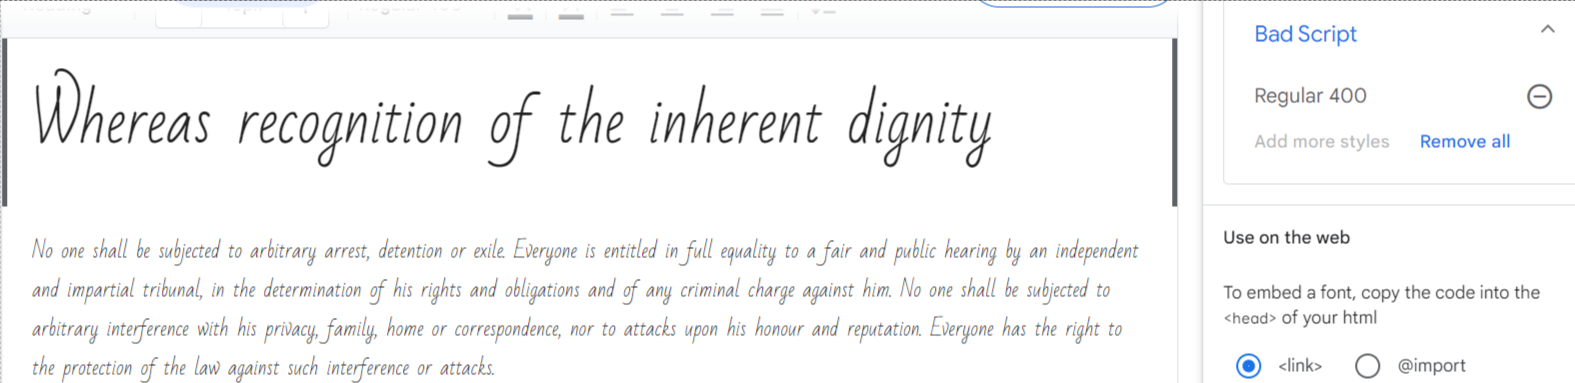 Bad Script
Whereas recognition of the inherent dignity
Regular 400
Add more styles Remove all
No one shall be subjected to arbitrary arrest, detention or exile. Everyone is entitled in full equality to a fair and public hearing by an independent
and impartial tribunal, in the determination of his rights and obligations and of any criminal charge against him. No one shall be subjected to
arbitrary interference with his privacy, family, home or correspondence, nor to attacks upon his honour and reputation. Everyone has the right to
the protection of the law against such interference or attacks.
Use on the web
To embed a font, copy the code into the
<head> of your html
<link> @import